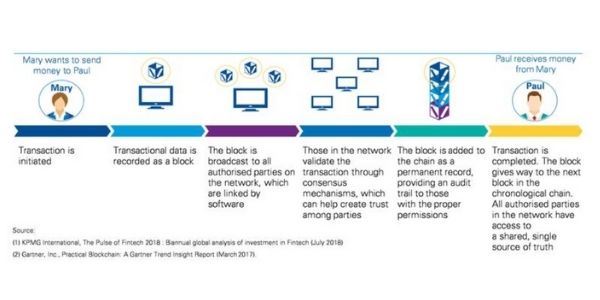 Mary wants to send
money to Paul
Mary
Paul receives money
from Mary
Paul
Transaction is
initiated
Transactional data is
recorded as a block
The block is
broadcast to all
authorised parties on
the network, which
are linked by
software
Those in the network
validate the
transaction through
consensus
mechanisms, which
can help create trust
among parties
The block is added to
the chain as a
permanent record,
providing an audit
trail to those
with the proper
permissions
Transaction is
completed. The block
gives way to the next
block in the
chronological chain.
All authorised parties
in the network have
access to
a shared, single
source of truth
Source:
(1) KPMG International, The Pulse of Fintech 2018 . Biannual global analysis of investment in Fintech (July 2018)
(2) Gartner, Inc., Practical Blockchain: A Gartner Trend Insight Report (March 2017).